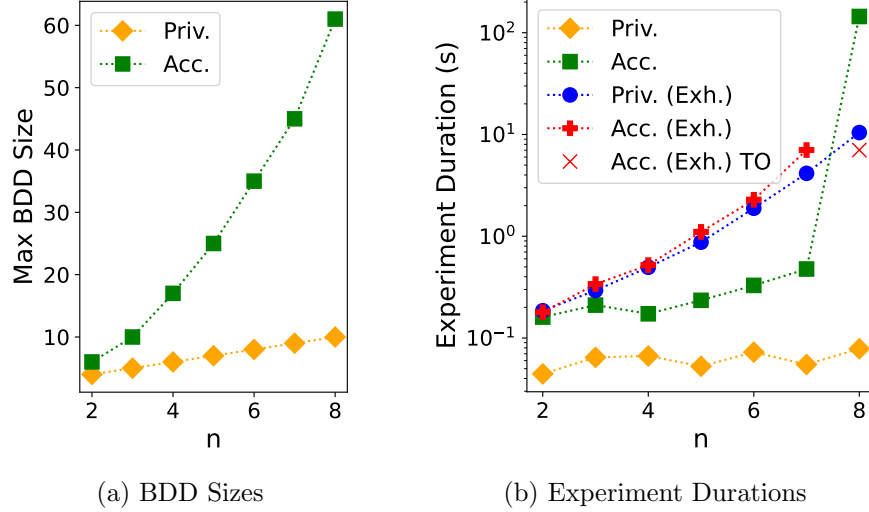 Max BDD Size
60
50
40
30
20
10
2
4
6
8
n
Priv.
Acc.
(a) BDD Sizes
Experiment Duration (s)
10^2
10^1
10^0
10^−1
2
4
6
8
n
Priv.
Acc.
Priv. (Exh.)
Acc. (Exh.)
Acc. (Exh.) TO
(b) Experiment Durations